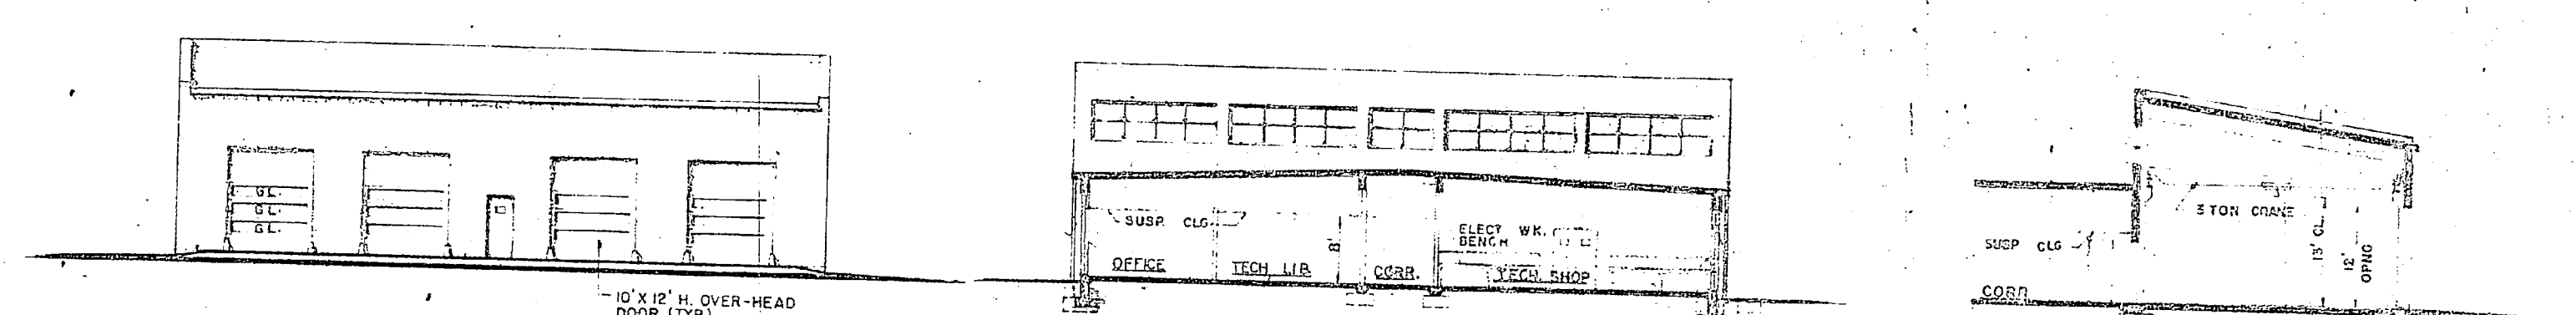 GL.
GL.
GL.
10' X 12' H. OVER-HEAD
DOOR (TYP)
SUSP. CLG
OFFICE
TECH. LIB.
8'
CORR.
ELECT WK.
BENCH
TECH. SHOP
SUSP CLG
CORR
3 TON CRANE
13' CL.
12'
OPNG